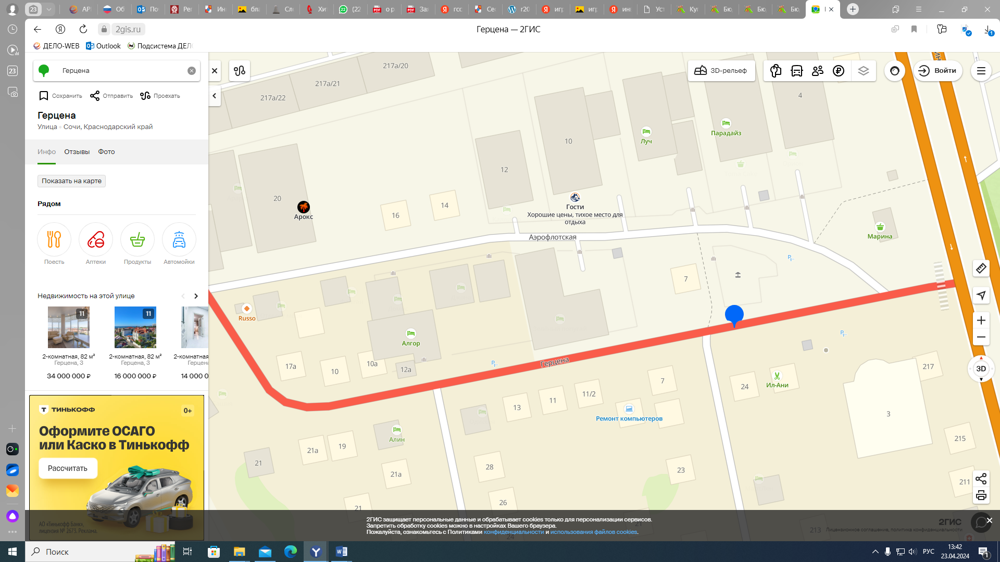 23
Герцена — 2ГИС
2gis.ru
ДЕЛО-WEB
Outlook
Подсистема ДЕЛ
Герцена
Сохранить
Отправить
Проехать
Герцена
Улица
Сочи, Краснодарский край
Инфо
Отзывы
Фото
Показать на карте
Рядом
Поесть
Аптеки
Продукты
Автомойки
Недвижимость на этой улице
11
11
2-комнатная, 82 м²
2-комнатная, 82 м²
2-комнатная
Герцена, 3
Герцена, 3
Герцена
34 000 000 ₽
16 000 000 ₽
14 000 0
ТИНЬКОФФ
0+
Оформите ОСАГО
или Каско в Тинькофф
Рассчитать
АО «Тинькофф Банк»,
лицензия № 2673. Реклама.
3D-рельеф
Войти
217а/20
217а/21
217а/22
4
10
Луч
Парадайз
12
20
Арокс
16
14
Гости
Хорошие цены, тихое место для
отдыха
Аэрофлотская
Марина
7
Russo
Алгор
17а
10
10а
12а
Герцена
13
11
11/2
7
Ремонт компьютеров
24
Ил-Ани
217
3
215
Алин
21а
19
21
21а
28
23
211
21
26
21
24
213
3D
2ГИС защищает персональные данные и обрабатывает cookies только для персонализации сервисов.
Запретить обработку cookies можно в настройках Вашего браузера.
Пожалуйста, ознакомьтесь с Политиками конфиденциальности и использования файлов cookies.
2ГИС
Лицензионное соглашение, политика конфиденциальности
Поиск
РУС
13:42
23.04.2024
1